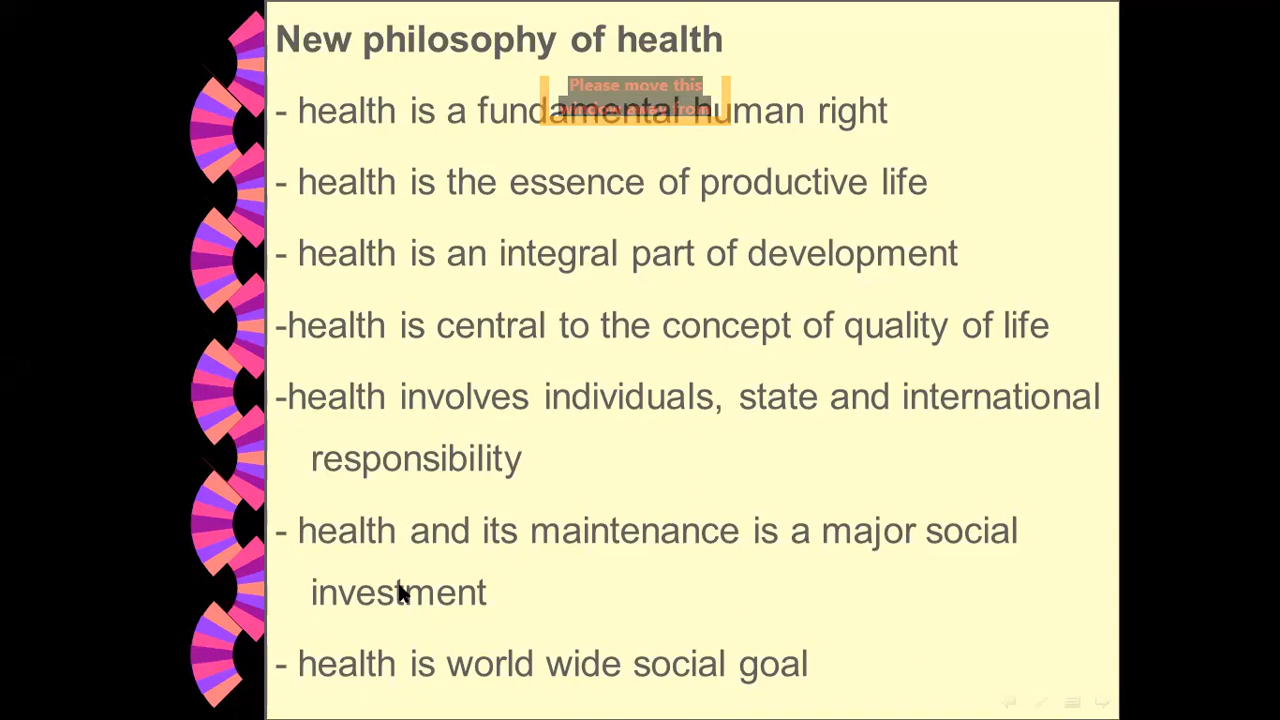 New philosophy of health
Please move this
window away from
- health is a fundamental human right
- health is the essence of productive life
- health is an integral part of development
-health is central to the concept of quality of life
-health involves individuals, state and international
responsibility
- health and its maintenance is a major social
investment
- health is world wide social goal